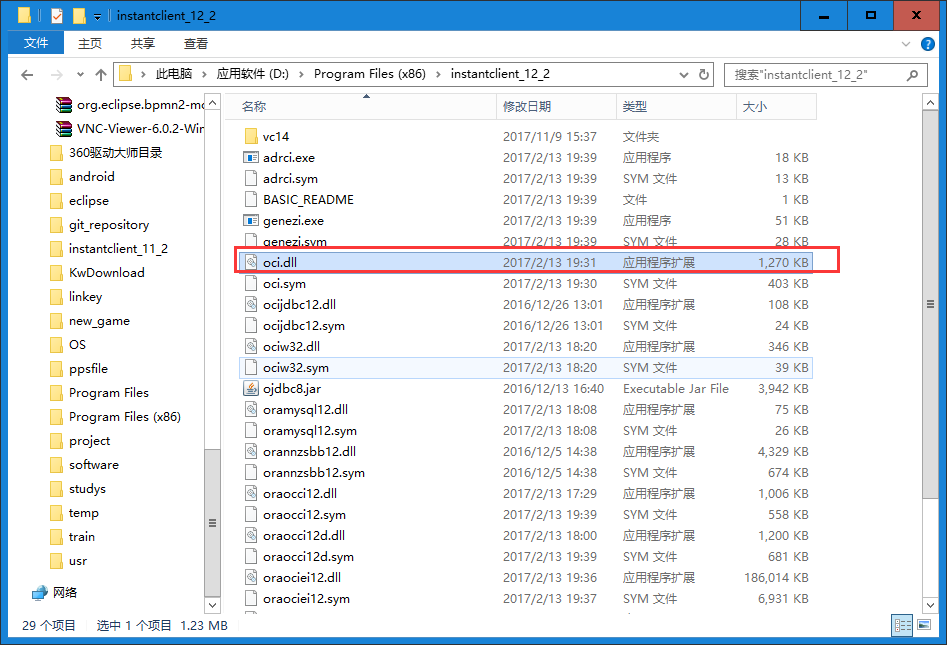 instantclient_12_2
文件 主页 共享 查看
此电脑 应用软件 (D:) Program Files (x86) instantclient_12_2 搜索"instantclient_12_2"
org.eclipse.bpmn2-mo
VNC-Viewer-6.0.2-Win
360驱动大师目录
android
eclipse
git_repository
instantclient_11_2
KwDownload
linkey
new_game
OS
ppsfile
Program Files
Program Files (x86)
project
software
studys
temp
train
usr
网络
名称 修改日期 类型 大小
vc14 2017/11/9 15:37 文件夹
adrci.exe 2017/2/13 19:39 应用程序 18 KB
adrci.sym 2017/2/13 19:39 SYM 文件 13 KB
BASIC_README 2017/2/13 19:39 文件 1 KB
genezi.exe 2017/2/13 19:39 应用程序 51 KB
genezi.sym 2017/2/13 19:39 SYM 文件 28 KB
oci.dll 2017/2/13 19:31 应用程序扩展 1,270 KB
oci.sym 2017/2/13 19:30 SYM 文件 403 KB
ocijdbc12.dll 2016/12/26 13:01 应用程序扩展 108 KB
ocijdbc12.sym 2016/12/26 13:01 SYM 文件 24 KB
ociw32.dll 2017/2/13 18:20 应用程序扩展 346 KB
ociw32.sym 2017/2/13 18:20 SYM 文件 39 KB
ojdbc8.jar 2016/12/13 16:40 Executable Jar File 3,942 KB
oramysql12.dll 2017/2/13 18:08 应用程序扩展 75 KB
oramysql12.sym 2017/2/13 18:08 SYM 文件 26 KB
orannzsbb12.dll 2016/12/5 14:38 应用程序扩展 4,329 KB
orannzsbb12.sym 2016/12/5 14:38 SYM 文件 674 KB
oraocci12.dll 2017/2/13 17:29 应用程序扩展 1,006 KB
oraocci12.sym 2017/2/13 19:39 SYM 文件 558 KB
oraocci12d.dll 2017/2/13 18:00 应用程序扩展 1,200 KB
oraocci12d.sym 2017/2/13 19:39 SYM 文件 681 KB
oraociei12.dll 2017/2/13 19:36 应用程序扩展 186,014 KB
oraociei12.sym 2017/2/13 19:37 SYM 文件 6,931 KB
29 个项目 选中 1 个项目 1.23 MB